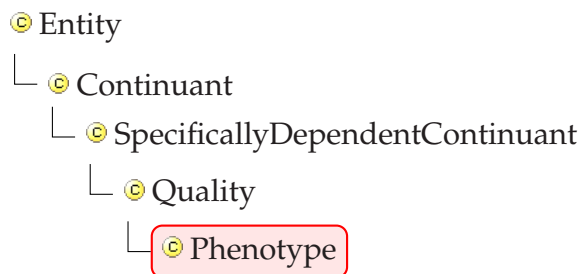 © Entity
© Continuant
© SpecificallyDependentContinuant
© Quality
© Phenotype